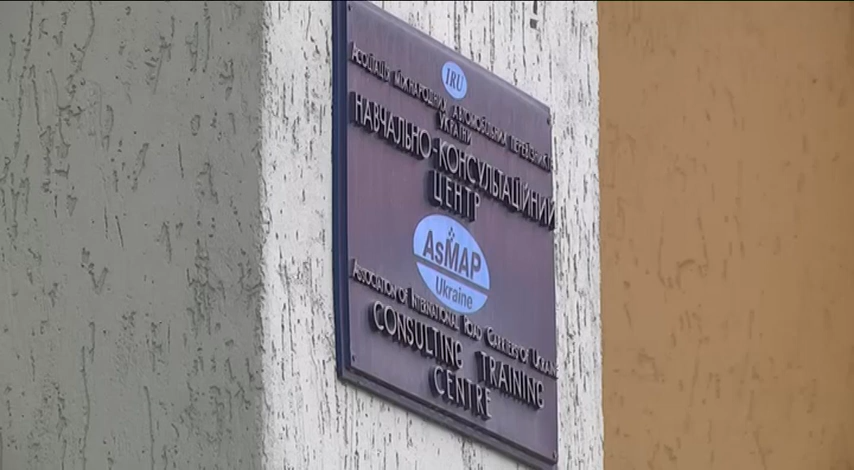 IRU
АСОЦІАЦІЯ МІЖНАРОДНИХ АВТОМОБІЛЬНИХ ПЕРЕВІЗНИКІВ
УКРАЇНИ
НАВЧАЛЬНО-КОНСУЛЬТАЦІЙНИЙ
ЦЕНТР
AsMAP
Ukraine
ASSOCIATION OF INTERNATIONAL ROAD CARRIERS OF UKRAINE
CONSULTING TRAINING
CENTRE